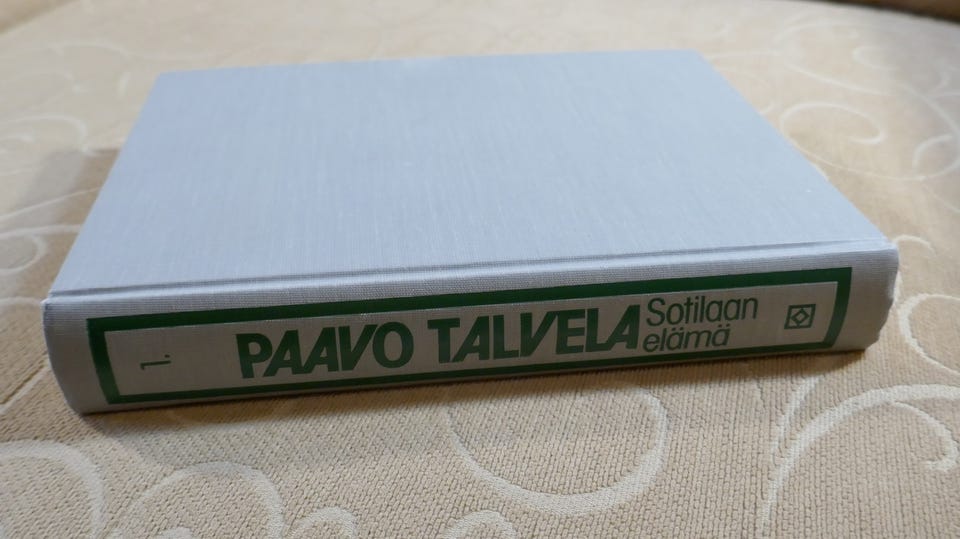 1.
PAAVO TALVELA
Sotilaan
elämä